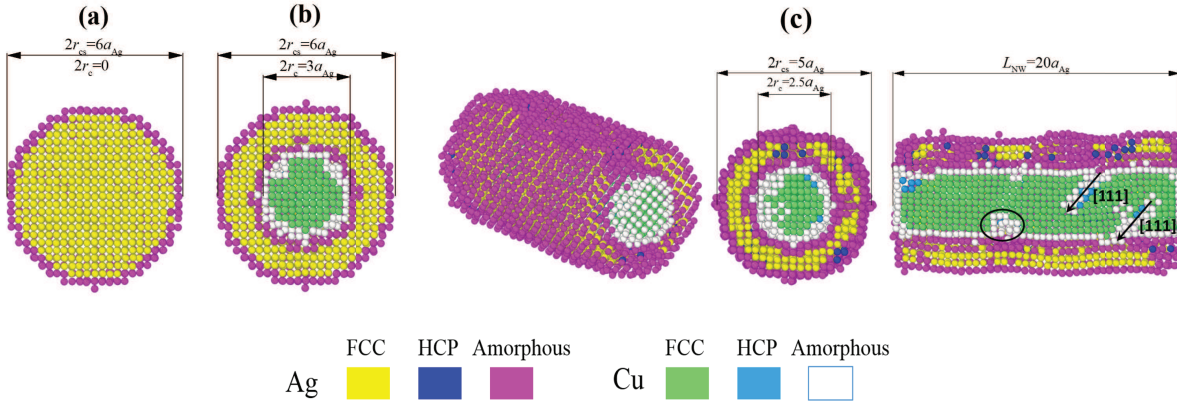 (a)
2r_cs=6a_Ag
2r_c=0
(b)
2r_cs=6a_Ag
2r_c=3a_Ag
(c)
2r_cs=5a_Ag
2r_c=2.5a_Ag
L_NW=20a_Ag
[111]
[111]
FCC HCP Amorphous
Ag
FCC HCP Amorphous
Cu